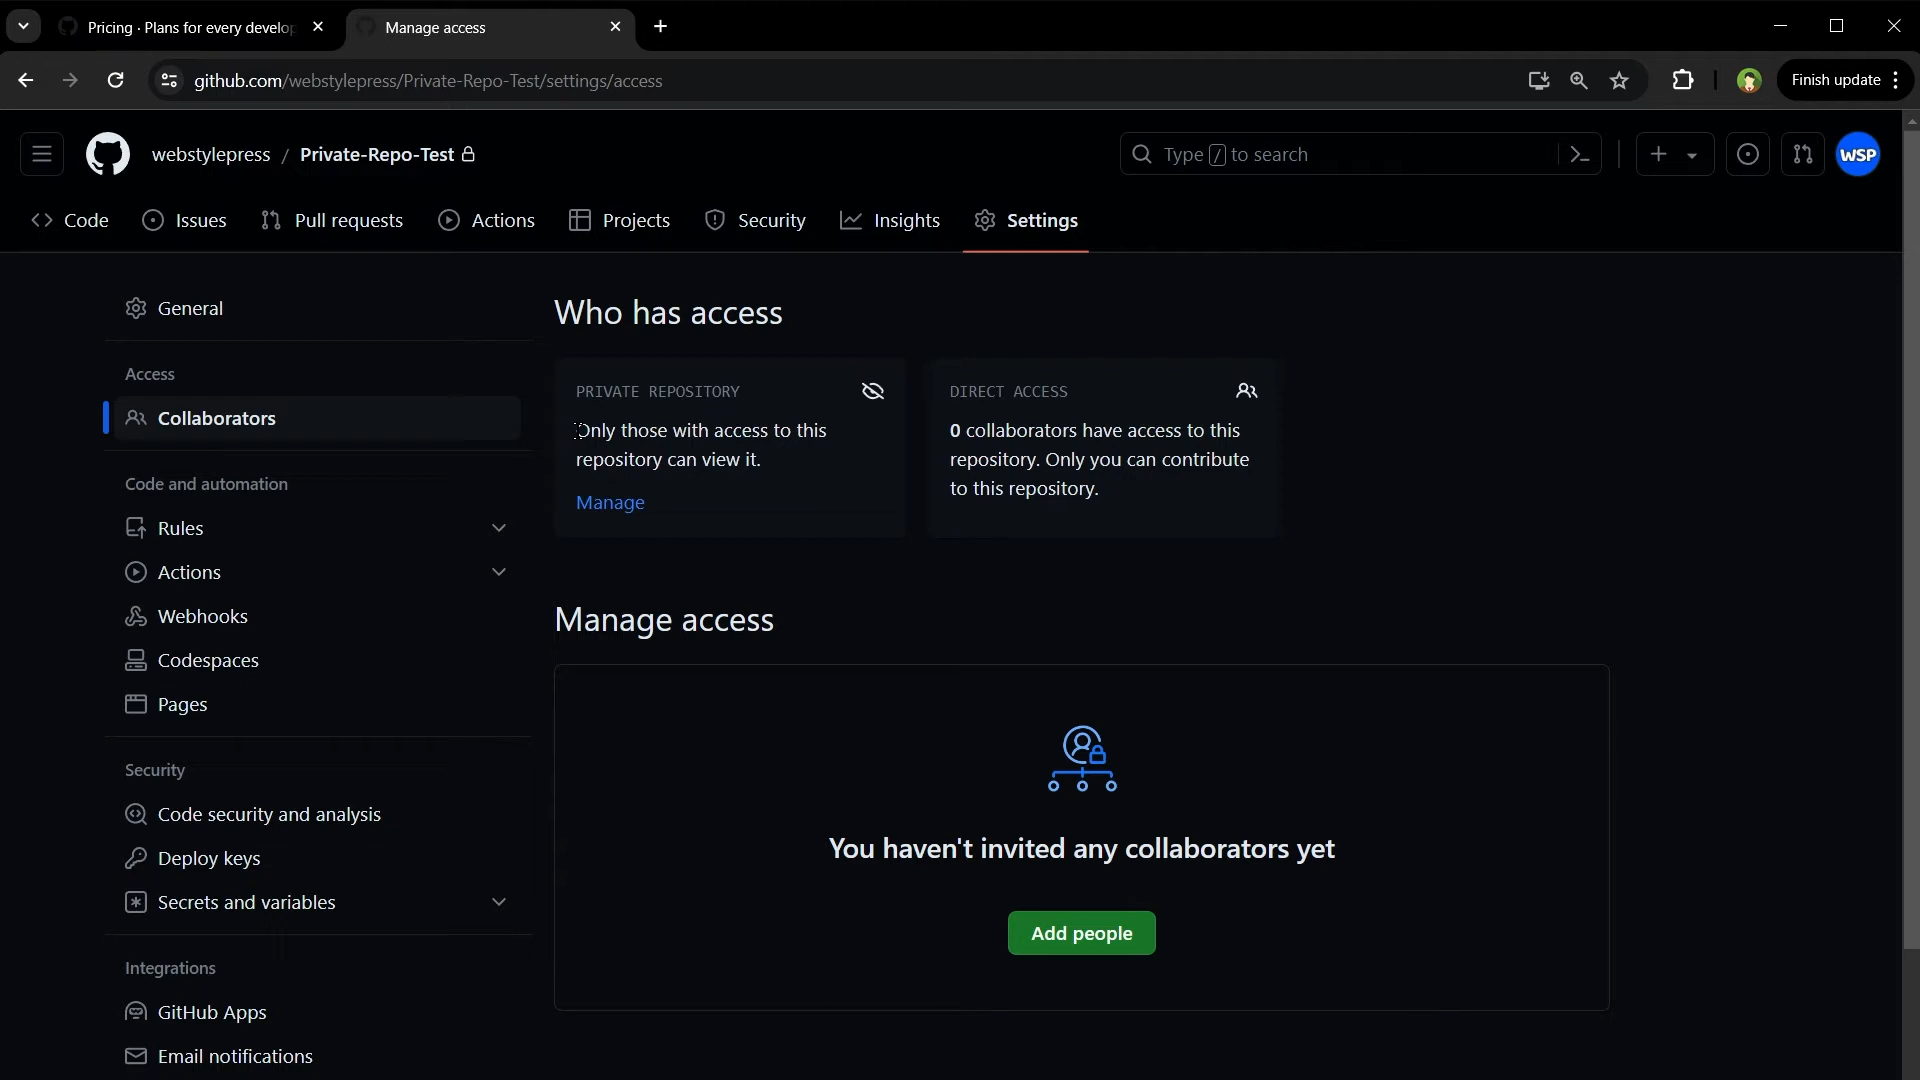 Pricing · Plans for every develo
Manage access
github.com/webstylepress/Private-Repo-Test/settings/access
Finish update
webstylepress / Private-Repo-Test
Type / to search
WSP
Code
Issues
Pull requests
Actions
Projects
Security
Insights
Settings
General
Access
Collaborators
Code and automation
Rules
Actions
Webhooks
Codespaces
Pages
Security
Code security and analysis
Deploy keys
Secrets and variables
Integrations
GitHub Apps
Email notifications
Who has access
PRIVATE REPOSITORY
Only those with access to this
repository can view it.
Manage
DIRECT ACCESS
0 collaborators have access to this
repository. Only you can contribute
to this repository.
Manage access
You haven't invited any collaborators yet
Add people